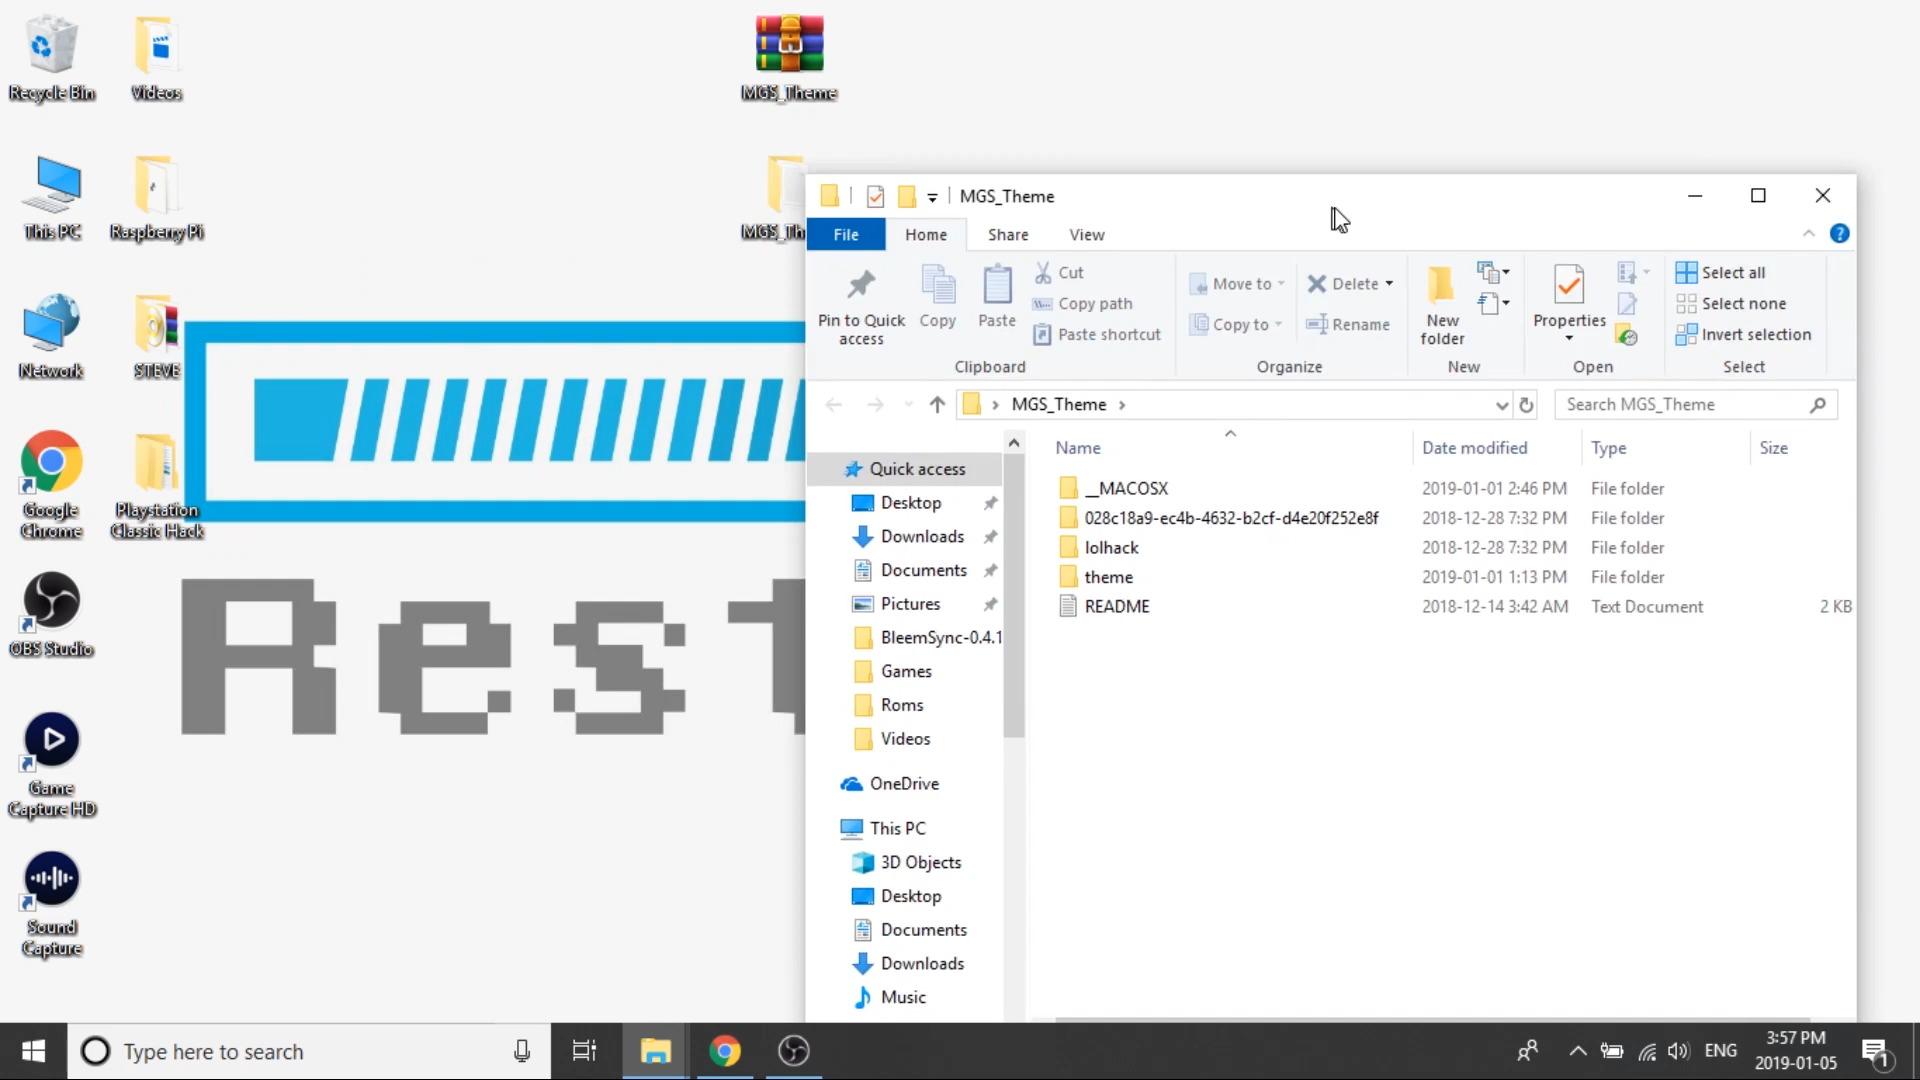 Recycle Bin
Videos
MGS_Theme
This PC
Raspberry Pi
MGS_Th
Network
STEVE
Google
Chrome
Playstation
Classic Hack
OBS Studio
Game
Capture HD
Sound
Capture
Rest
MGS_Theme
File
Home
Share
View
Pin to Quick
access
Copy
Paste
Cut
Copy path
Paste shortcut
Clipboard
Move to
Copy to
Delete
Rename
Organize
New
folder
New
Properties
Open
Select all
Select none
Invert selection
Select
MGS_Theme
Search MGS_Theme
Quick access
Desktop
Downloads
Documents
Pictures
BleemSync-0.4.1
Games
Roms
Videos
OneDrive
This PC
3D Objects
Desktop
Documents
Downloads
Music
Name Date modified Type Size
__MACOSX 2019-01-01 2:46 PM File folder
028c18a9-ec4b-4632-b2cf-d4e20f252e8f 2018-12-28 7:32 PM File folder
lolhack 2018-12-28 7:32 PM File folder
theme 2019-01-01 1:13 PM File folder
README 2018-12-14 3:42 AM Text Document 2 KB
Type here to search
ENG
3:57 PM
2019-01-05
1